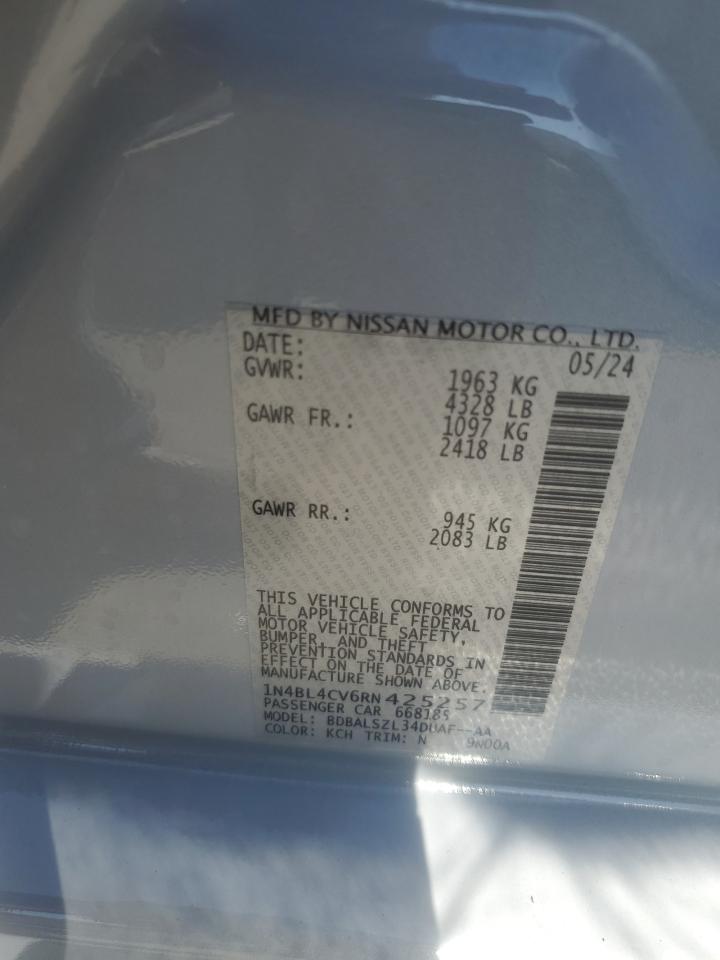 MFD BY NISSAN MOTOR CO., LTD.
DATE: 05/24
GVWR: 1963 KG
4328 LB
GAWR FR.: 1097 KG
2418 LB
GAWR RR.: 945 KG
2083 LB
THIS VEHICLE CONFORMS TO
ALL APPLICABLE FEDERAL
MOTOR VEHICLE SAFETY,
BUMPER, AND THEFT
PREVENTION STANDARDS IN
EFFECT ON THE DATE OF
MANUFACTURE SHOWN ABOVE.
1N4BL4CV6RN425257
PASSENGER CAR 668185
MODEL: BDBALSZL34DUAF--AA
COLOR: KCH TRIM: N 9N00A